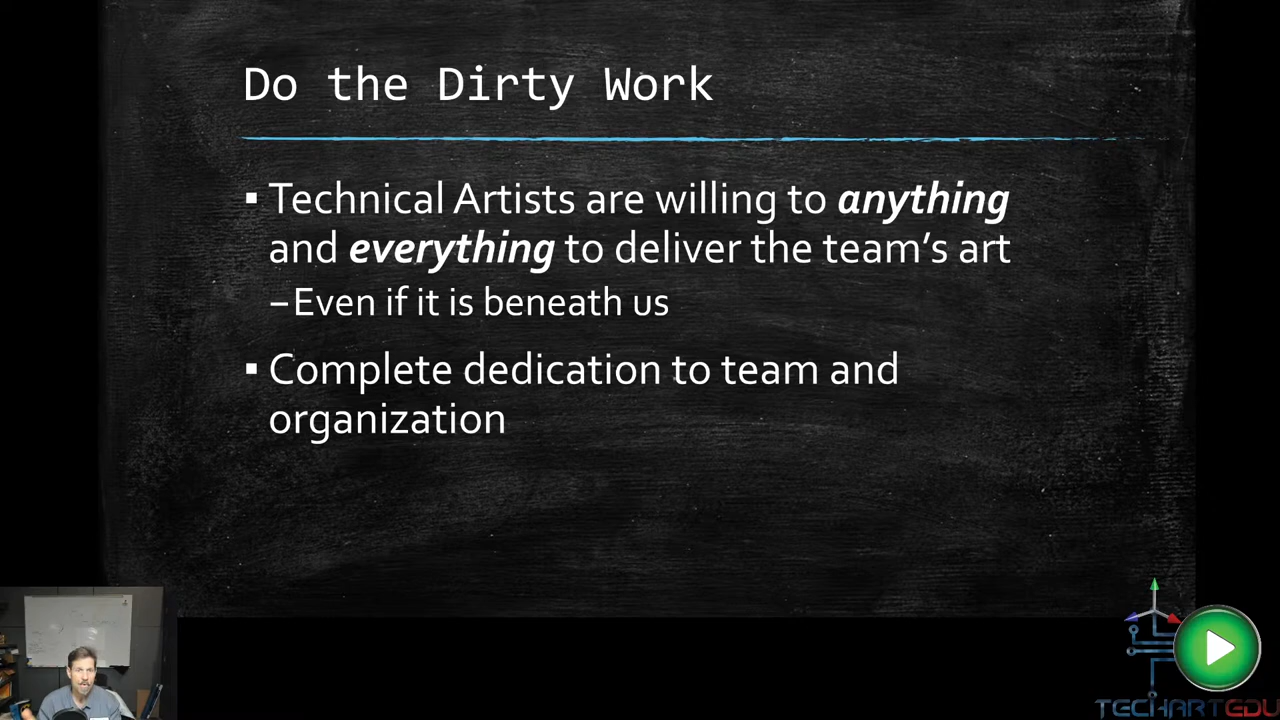 Do the Dirty Work
▪ Technical Artists are willing to anything
and everything to deliver the team's art
–Even if it is beneath us
▪ Complete dedication to team and
organization
TECHARTEDU